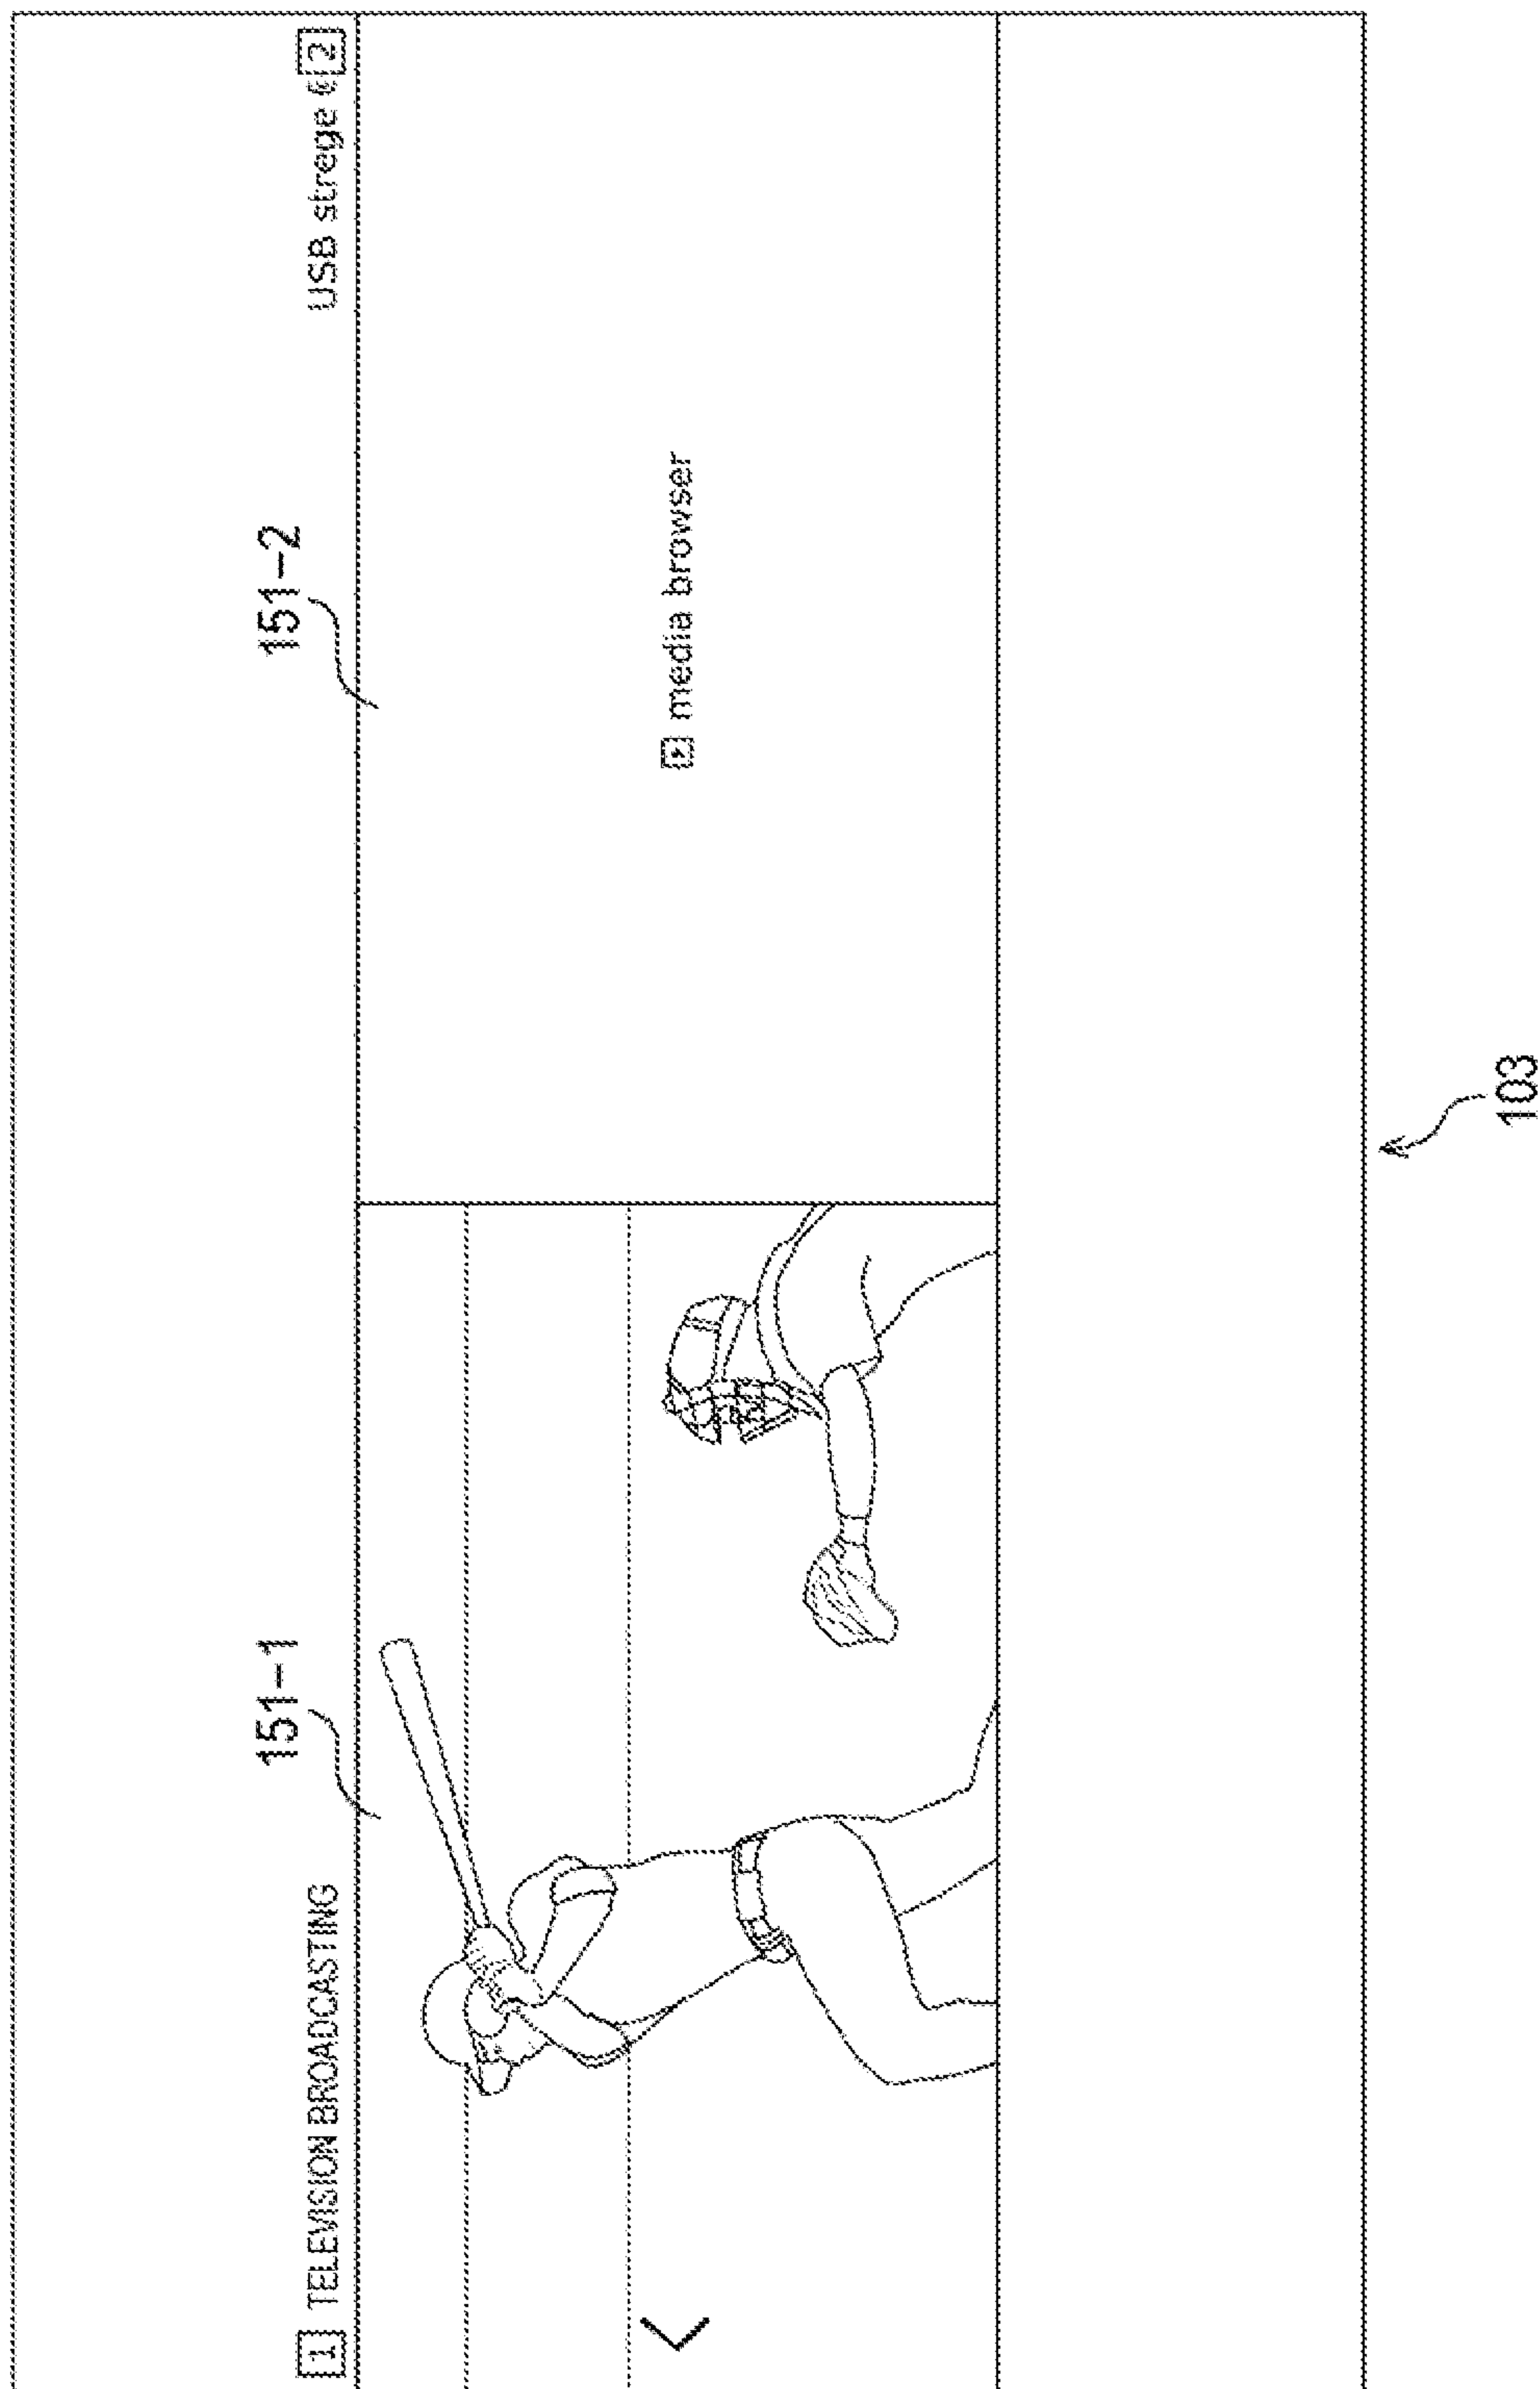 1 TELEVISION BROADCASTING
151-1
151-2
USB strege 2
media browser
103